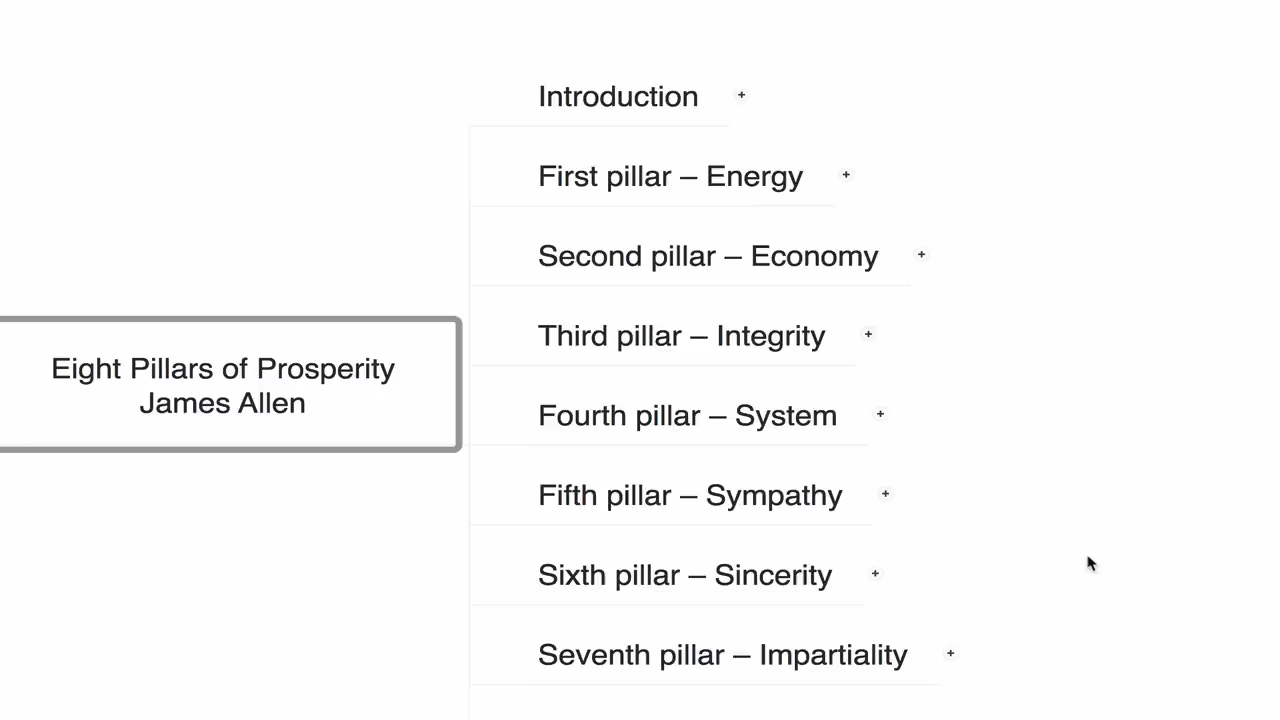 Introduction +
First pillar – Energy +
Second pillar – Economy +
Third pillar – Integrity +
Eight Pillars of Prosperity
James Allen
Fourth pillar – System +
Fifth pillar – Sympathy +
Sixth pillar – Sincerity +
Seventh pillar – Impartiality +